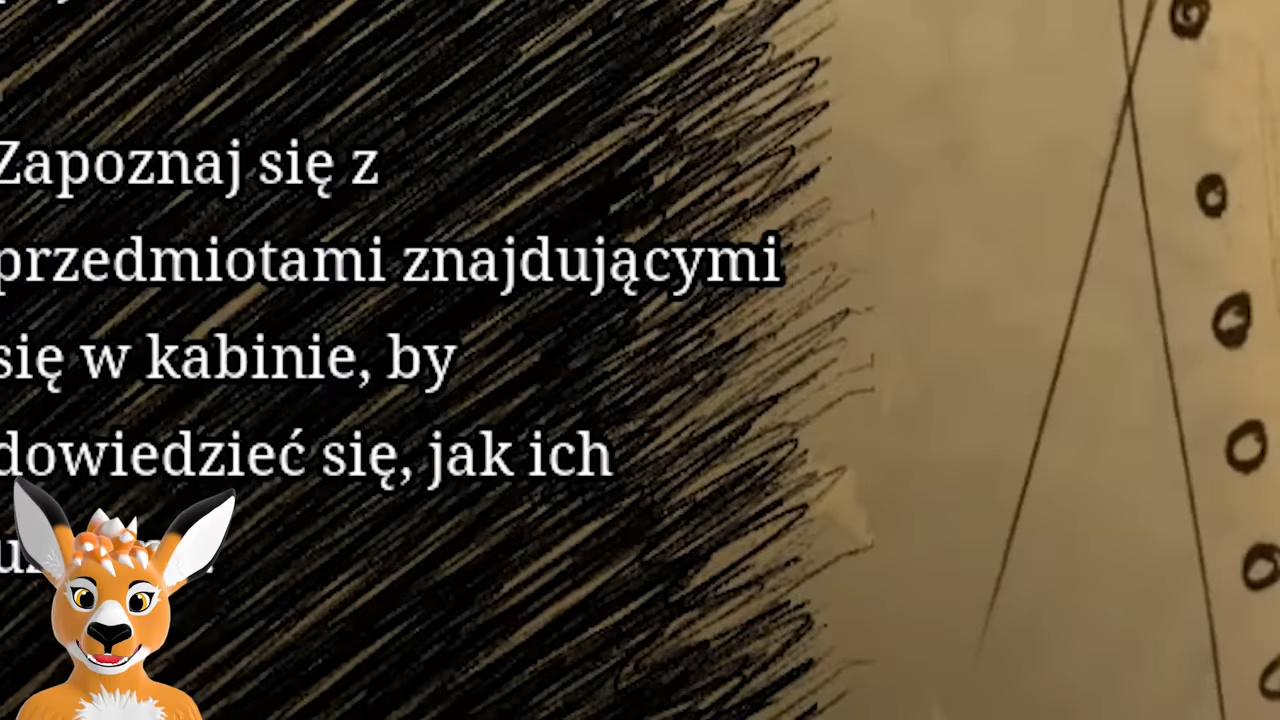 Zapoznaj się z
przedmiotami znajdującymi
się w kabinie, by
dowiedzieć się, jak ich